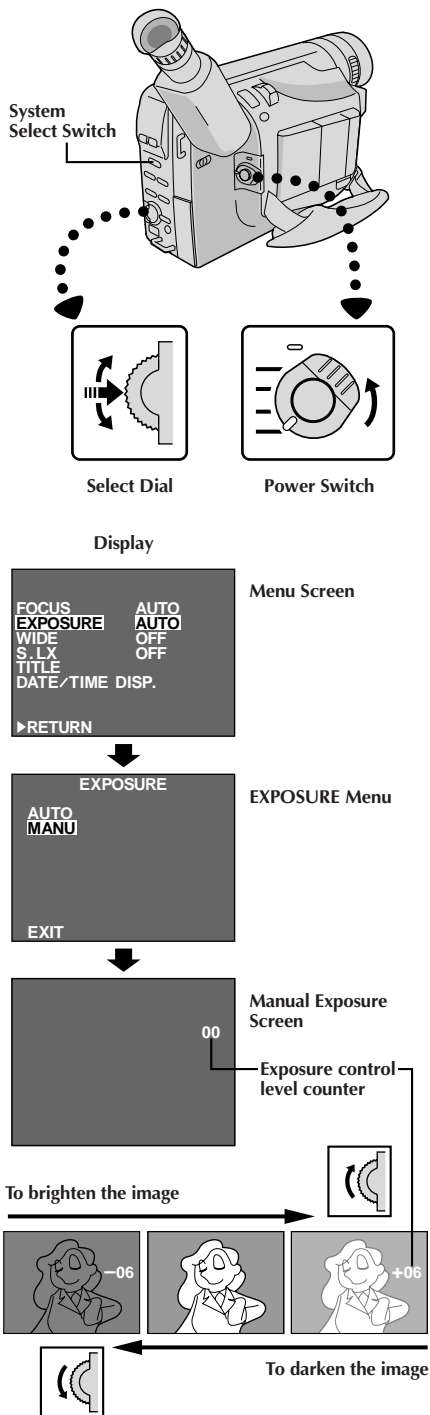 System
Select Switch
Select Dial
Power Switch
Display
FOCUS AUTO
EXPOSURE AUTO
WIDE OFF
S.LX OFF
TITLE
DATE/TIME DISP.
▶RETURN
Menu Screen
EXPOSURE
AUTO
MANU
EXIT
EXPOSURE Menu
00
Manual Exposure
Screen
Exposure control
level counter
To brighten the image
–06
+06
To darken the image